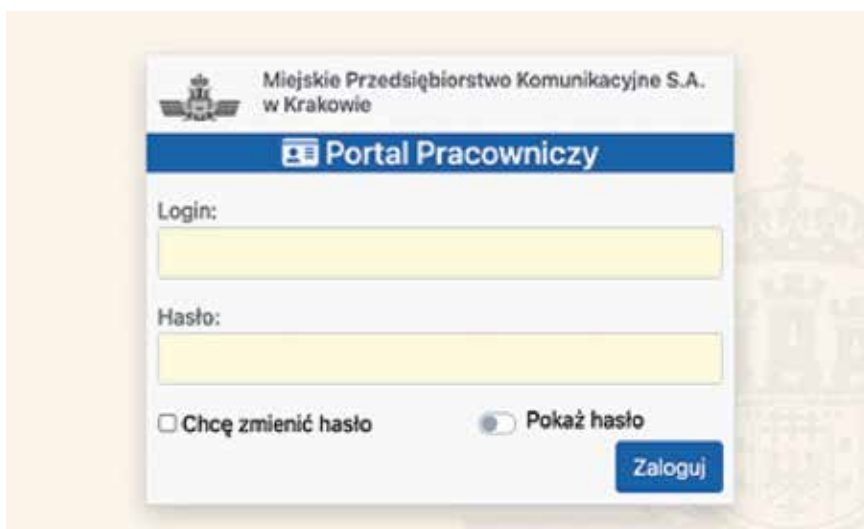 Miejskie Przedsiębiorstwo Komunikacyjne S.A.
w Krakowie
Portal Pracowniczy
Login:
Hasło:
Chcę zmienić hasło
Pokaż hasło
Zaloguj